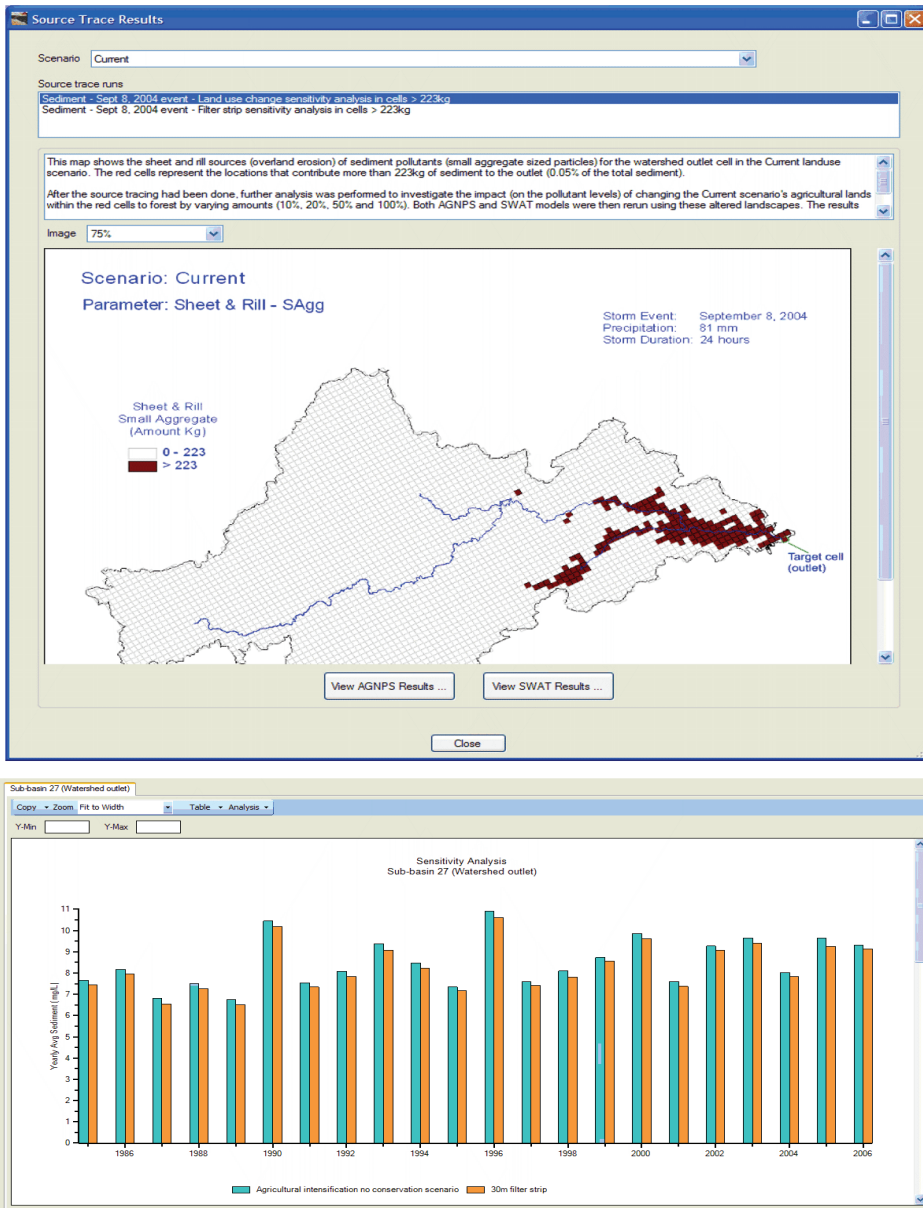 Source Trace Results
Scenario Current
Source trace runs
Sediment - Sept 8, 2004 event - Land use change sensitivity analysis in cells > 223kg
Sediment - Sept 8, 2004 event - Filter strip sensitivity analysis in cells > 223kg
This map shows the sheet and rill sources (overland erosion) of sediment pollutants (small aggregate sized particles) for the watershed outlet cell in the Current landuse
scenario. The red cells represent the locations that contribute more than 223kg of sediment to the outlet (0.05% of the total sediment).
After the source tracing had been done, further analysis was performed to investigate the impact (on the pollutant levels) of changing the Current scenario's agricultural lands
within the red cells to forest by varying amounts (10%, 20%, 50% and 100%). Both AGNPS and SWAT models were then rerun using these altered landscapes. The results
Image 75%
Scenario: Current
Parameter: Sheet & Rill - SAgg
Storm Event: September 8, 2004
Precipitation: 81 mm
Storm Duration: 24 hours
Sheet & Rill
Small Aggregate
(Amount Kg)
0 - 223
> 223
Target cell
(outlet)
View AGNPS Results ... View SWAT Results ...
Close
Sub-basin 27 (Watershed outlet)
Copy Zoom Fit to Width Table Analysis
Y-Min Y-Max
Sensitivity Analysis
Sub-basin 27 (Watershed outlet)
Yearly Avg Sediment (mg/L)
11
10
9
8
7
6
5
4
3
2
1
0
1986 1988 1990 1992 1994 1996 1998 2000 2002 2004 2006
Agricultural intensification no conservation scenario 30m filter strip